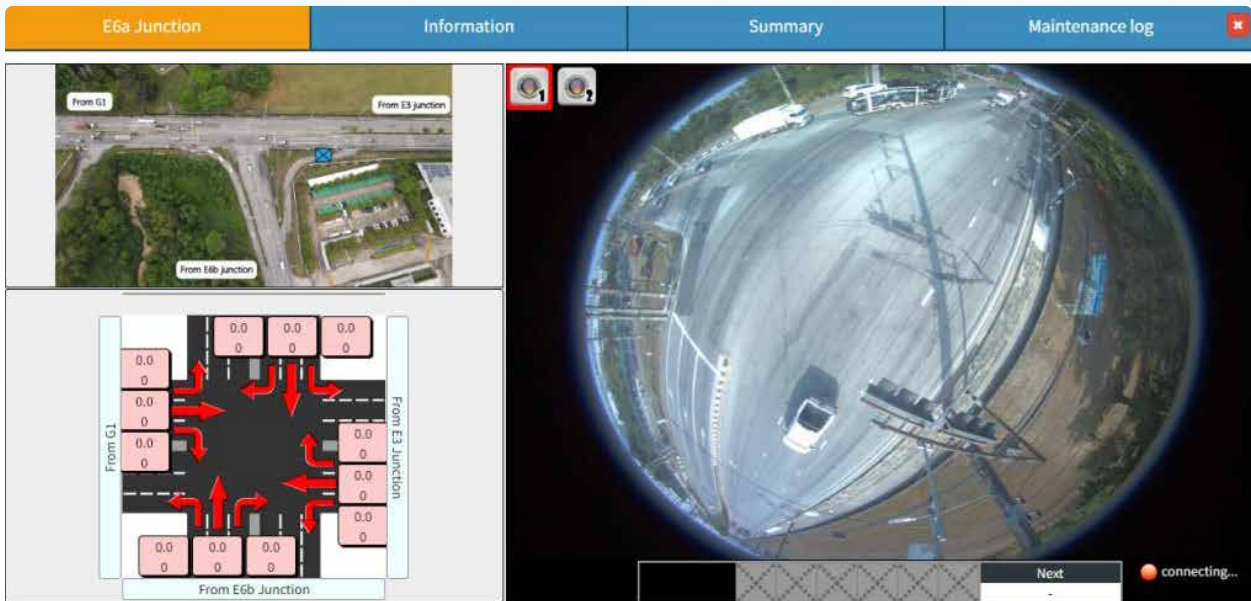 E6a Junction
Information
Summary
Maintenance log
From G1
From E3 junction
From E6b junction
1
2
0.0
0
0.0
0
0.0
0
0.0
0
0.0
0
0.0
0
From G1
0.0
0
0.0
0
0.0
0
From E3 Junction
0.0
0
0.0
0
0.0
0
From E6b Junction
Next
-
connecting...